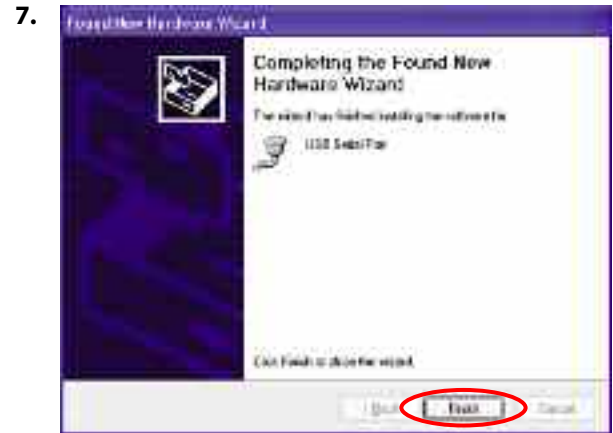 7.
Found New Hardware Wizard
Completing the Found New
Hardware Wizard
The wizard has finished installing the software for
USB Serial Port
Click Finish to close the wizard.
Back Finish Cancel